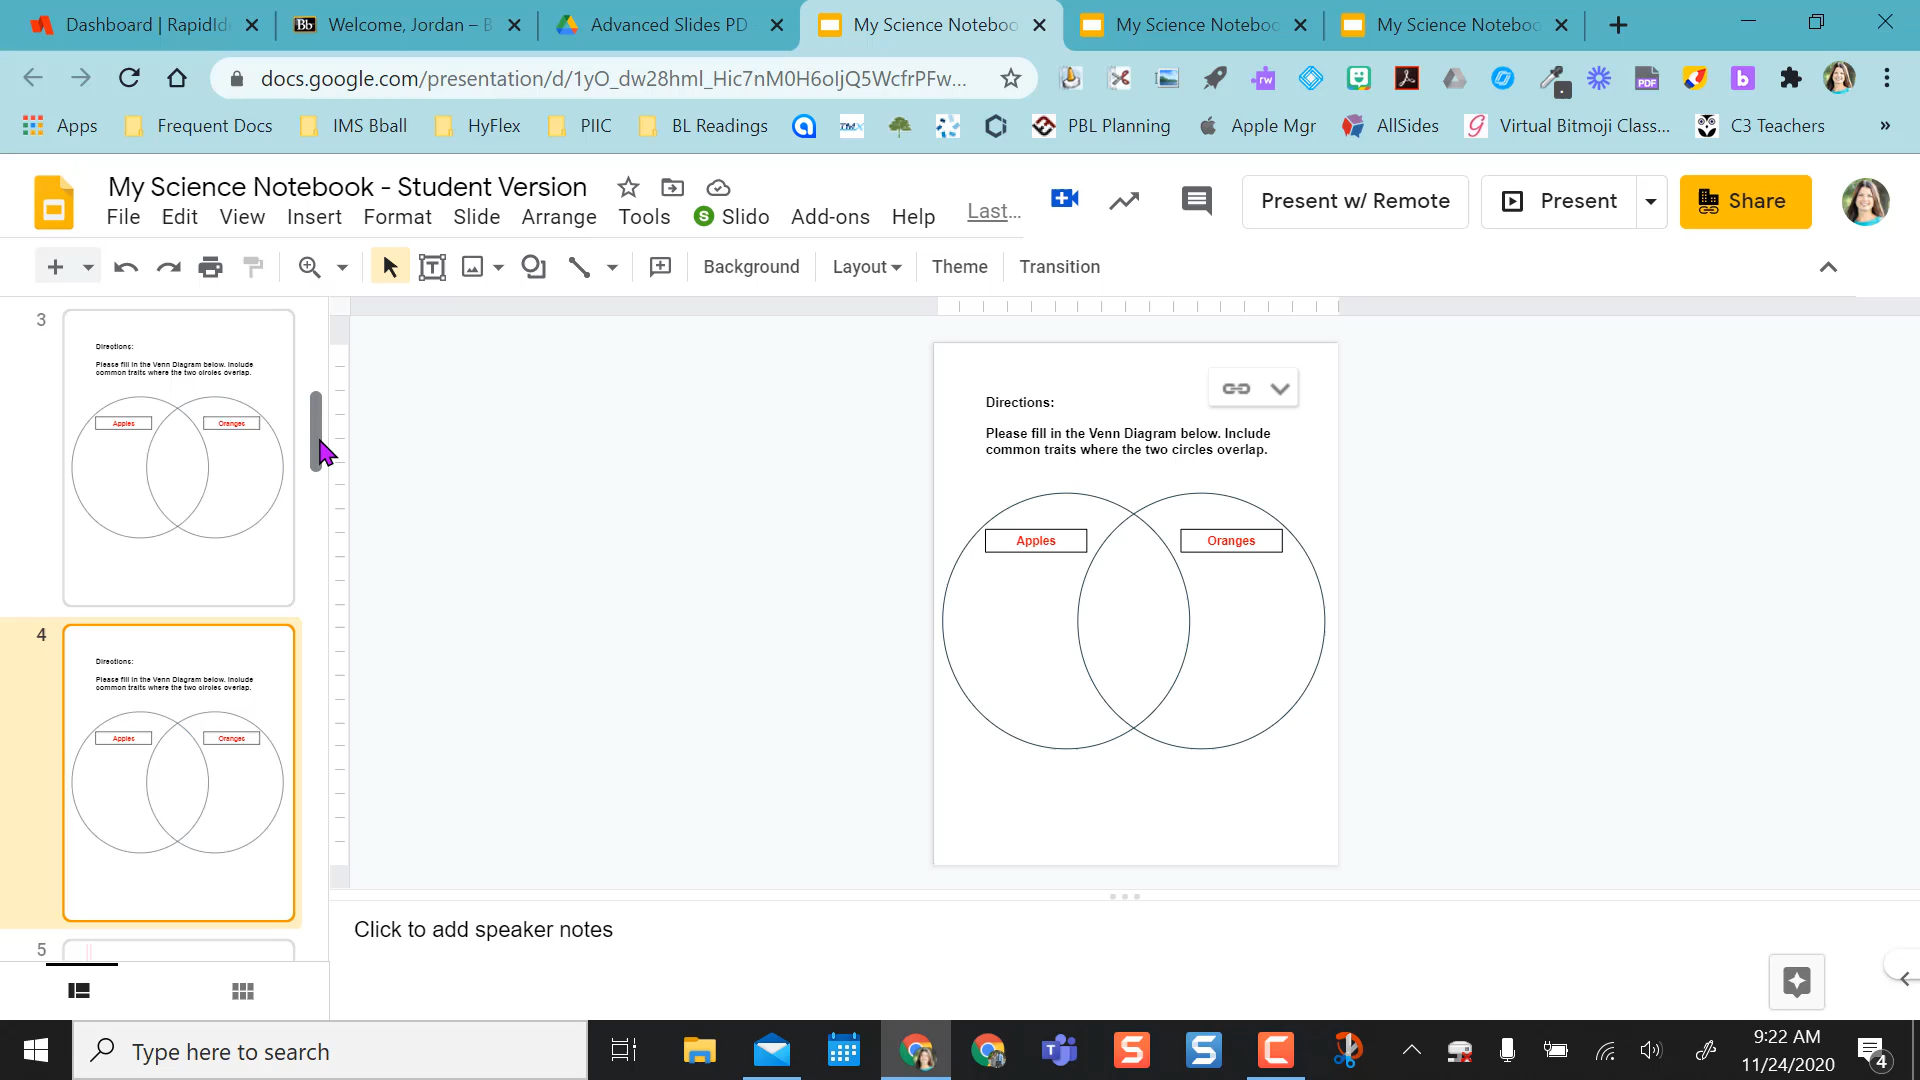 Dashboard | RapidIde
Welcome, Jordan – B
Advanced Slides PD
My Science Noteboo
My Science Notebo
My Science Notebo
docs.google.com/presentation/d/1yO_dw28hml_Hic7nM0H6oIjQ5WcfrPFw...
Apps
Frequent Docs
IMS Bball
HyFlex
PIIC
BL Readings
PBL Planning
Apple Mgr
AllSides
Virtual Bitmoji Class...
C3 Teachers
My Science Notebook - Student Version
File Edit View Insert Format Slide Arrange Tools Slido Add-ons Help Last...
Present w/ Remote
Present
Share
Background
Layout
Theme
Transition
3
Directions:
Please fill in the Venn Diagram below. Include
common traits where the two circles overlap.
Apples
Oranges
4
Directions:
Please fill in the Venn Diagram below. Include
common traits where the two circles overlap.
Apples
Oranges
5
Directions:
Please fill in the Venn Diagram below. Include
common traits where the two circles overlap.
Apples
Oranges
Click to add speaker notes
Type here to search
9:22 AM
11/24/2020
4